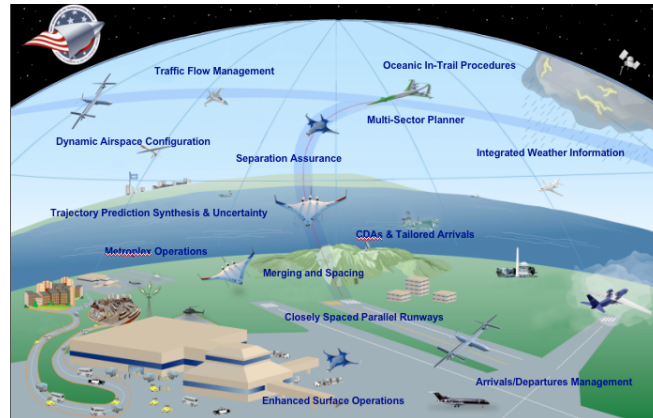 Oceanic In-Trail Procedures
Traffic Flow Management
Multi-Sector Planner
Dynamic Airspace Configuration
Separation Assurance
Integrated Weather Information
Trajectory Prediction Synthesis & Uncertainty
CDAs & Tailored Arrivals
Metroplex Operations
Merging and Spacing
Closely Spaced Parallel Runways
Arrivals/Departures Management
Enhanced Surface Operations